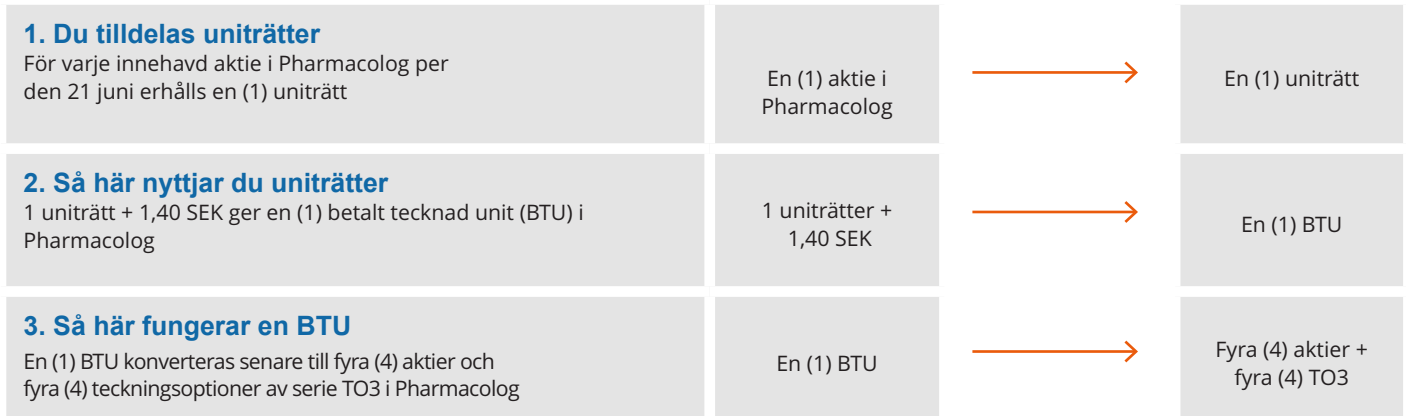 1. Du tilldelas uniträtter
För varje innehavd aktie i Pharmacolog per
den 21 juni erhålls en (1) uniträtt
En (1) aktie i
Pharmacolog
En (1) uniträtt
2. Så här nyttjar du uniträtter
1 uniträtt + 1,40 SEK ger en (1) betalt tecknad unit (BTU) i
Pharmacolog
1 uniträtter +
1,40 SEK
En (1) BTU
3. Så här fungerar en BTU
En (1) BTU konverteras senare till fyra (4) aktier och
fyra (4) teckningsoptioner av serie TO3 i Pharmacolog
En (1) BTU
Fyra (4) aktier +
fyra (4) TO3